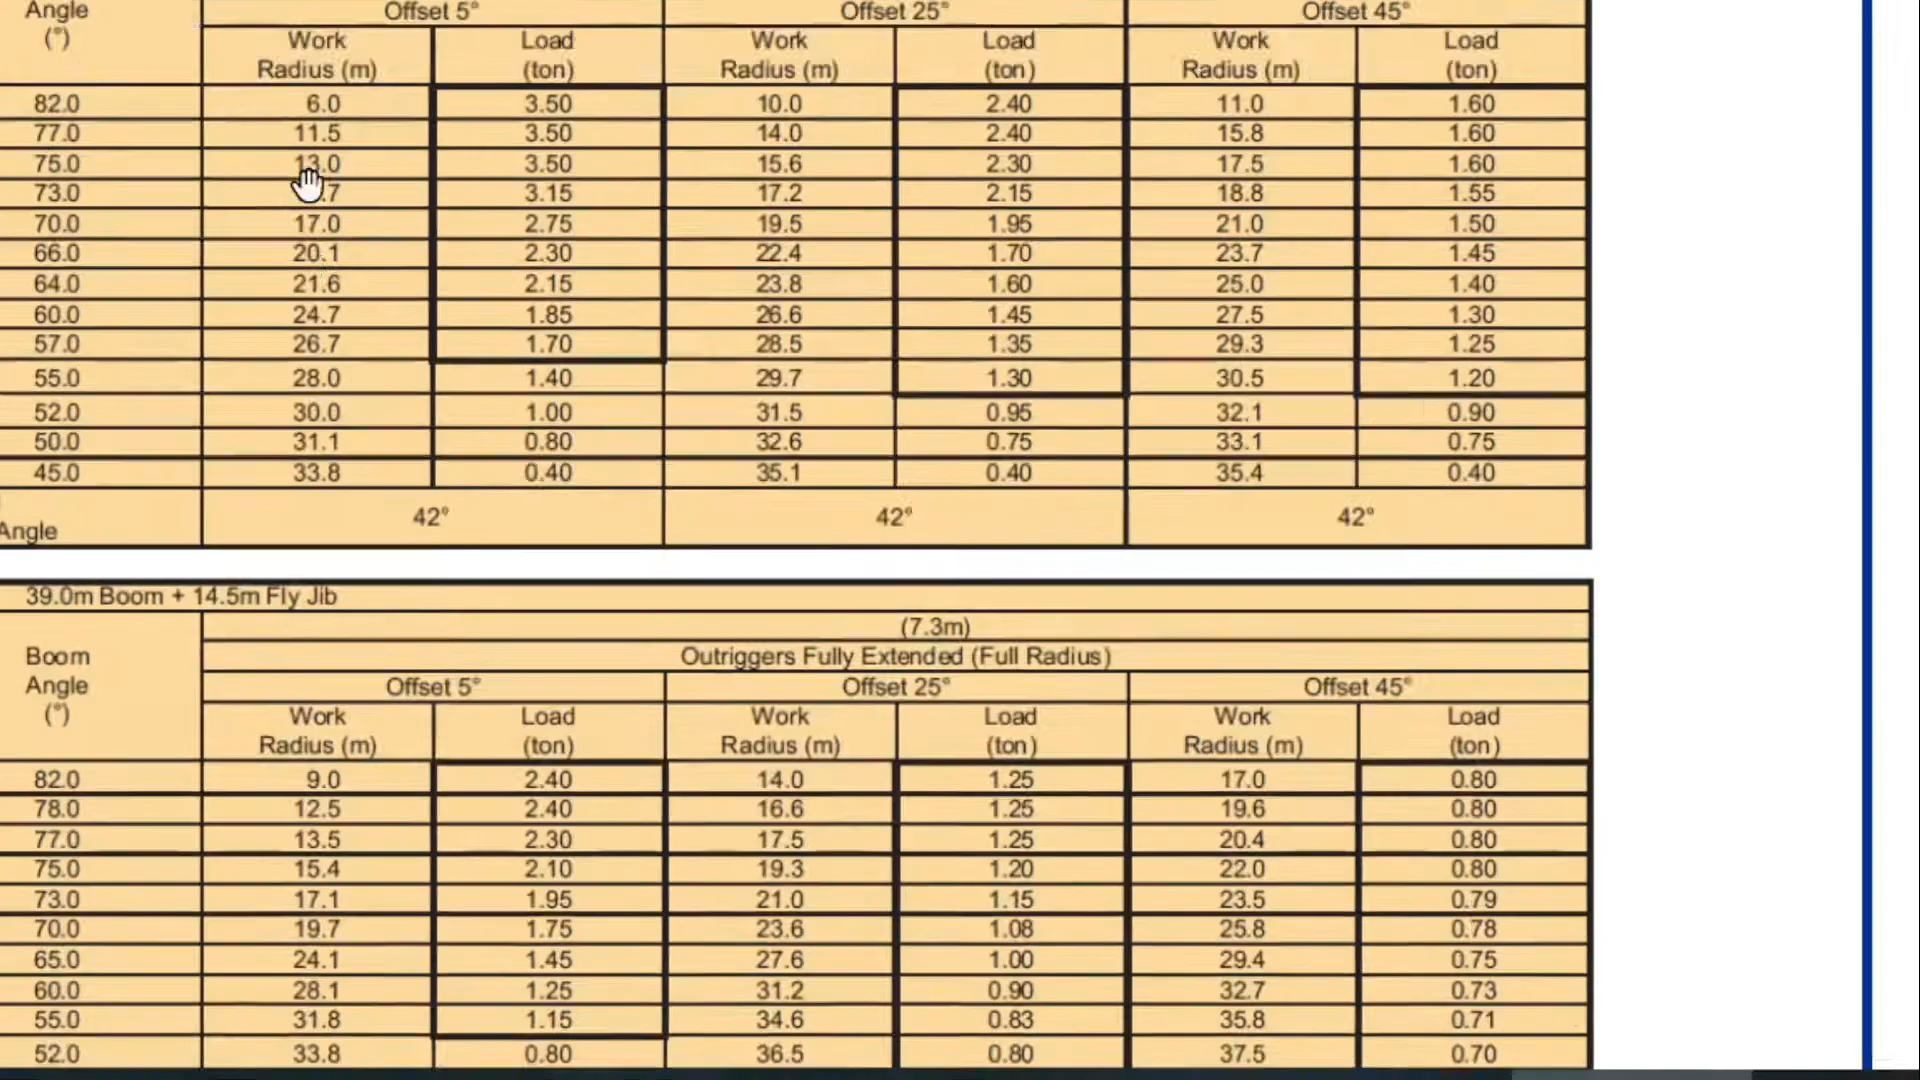 Angle Offset 5° Offset 25° Offset 45°
(°) Work Load Work Load Work Load
Radius (m) (ton) Radius (m) (ton) Radius (m) (ton)
82.0 6.0 3.50 10.0 2.40 11.0 1.60
77.0 11.5 3.50 14.0 2.40 15.8 1.60
75.0 13.0 3.50 15.6 2.30 17.5 1.60
73.0 3.15 17.2 2.15 18.8 1.55
70.0 17.0 2.75 19.5 1.95 21.0 1.50
66.0 20.1 2.30 22.4 1.70 23.7 1.45
64.0 21.6 2.15 23.8 1.60 25.0 1.40
60.0 24.7 1.85 26.6 1.45 27.5 1.30
57.0 26.7 1.70 28.5 1.35 29.3 1.25
55.0 28.0 1.40 29.7 1.30 30.5 1.20
52.0 30.0 1.00 31.5 0.95 32.1 0.90
50.0 31.1 0.80 32.6 0.75 33.1 0.75
45.0 33.8 0.40 35.1 0.40 35.4 0.40
Angle 42° 42° 42°
39.0m Boom + 14.5m Fly Jib
(7.3m)
Boom Outriggers Fully Extended (Full Radius)
Angle Offset 5° Offset 25° Offset 45°
(°) Work Load Work Load Work Load
Radius (m) (ton) Radius (m) (ton) Radius (m) (ton)
82.0 9.0 2.40 14.0 1.25 17.0 0.80
78.0 12.5 2.40 16.6 1.25 19.6 0.80
77.0 13.5 2.30 17.5 1.25 20.4 0.80
75.0 15.4 2.10 19.3 1.20 22.0 0.80
73.0 17.1 1.95 21.0 1.15 23.5 0.79
70.0 19.7 1.75 23.6 1.08 25.8 0.78
65.0 24.1 1.45 27.6 1.00 29.4 0.75
60.0 28.1 1.25 31.2 0.90 32.7 0.73
55.0 31.8 1.15 34.6 0.83 35.8 0.71
52.0 33.8 0.80 36.5 0.80 37.5 0.70